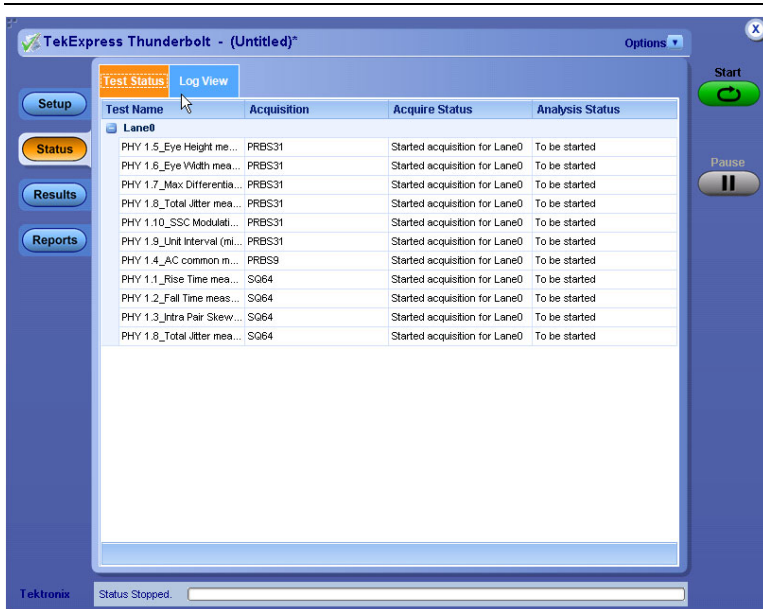 TekExpress Thunderbolt - (Untitled)*
Options
X
Start
Pause
Setup
Status
Results
Reports
Test Status
Log View
Test Name Acquisition Acquire Status Analysis Status
Lane0
PHY 1.5_Eye Height me... PRBS31 Started acquisition for Lane0 To be started
PHY 1.6_Eye Width mea... PRBS31 Started acquisition for Lane0 To be started
PHY 1.7_Max Differentia... PRBS31 Started acquisition for Lane0 To be started
PHY 1.8_Total Jitter mea... PRBS31 Started acquisition for Lane0 To be started
PHY 1.10_SSC Modulati... PRBS31 Started acquisition for Lane0 To be started
PHY 1.9_Unit Interval (mi... PRBS31 Started acquisition for Lane0 To be started
PHY 1.4_AC common m... PRBS9 Started acquisition for Lane0 To be started
PHY 1.1_Rise Time mea... SQ64 Started acquisition for Lane0 To be started
PHY 1.2_Fall Time meas... SQ64 Started acquisition for Lane0 To be started
PHY 1.3_Intra Pair Skew... SQ64 Started acquisition for Lane0 To be started
PHY 1.8_Total Jitter mea... SQ64 Started acquisition for Lane0 To be started
Tektronix
Status Stopped.